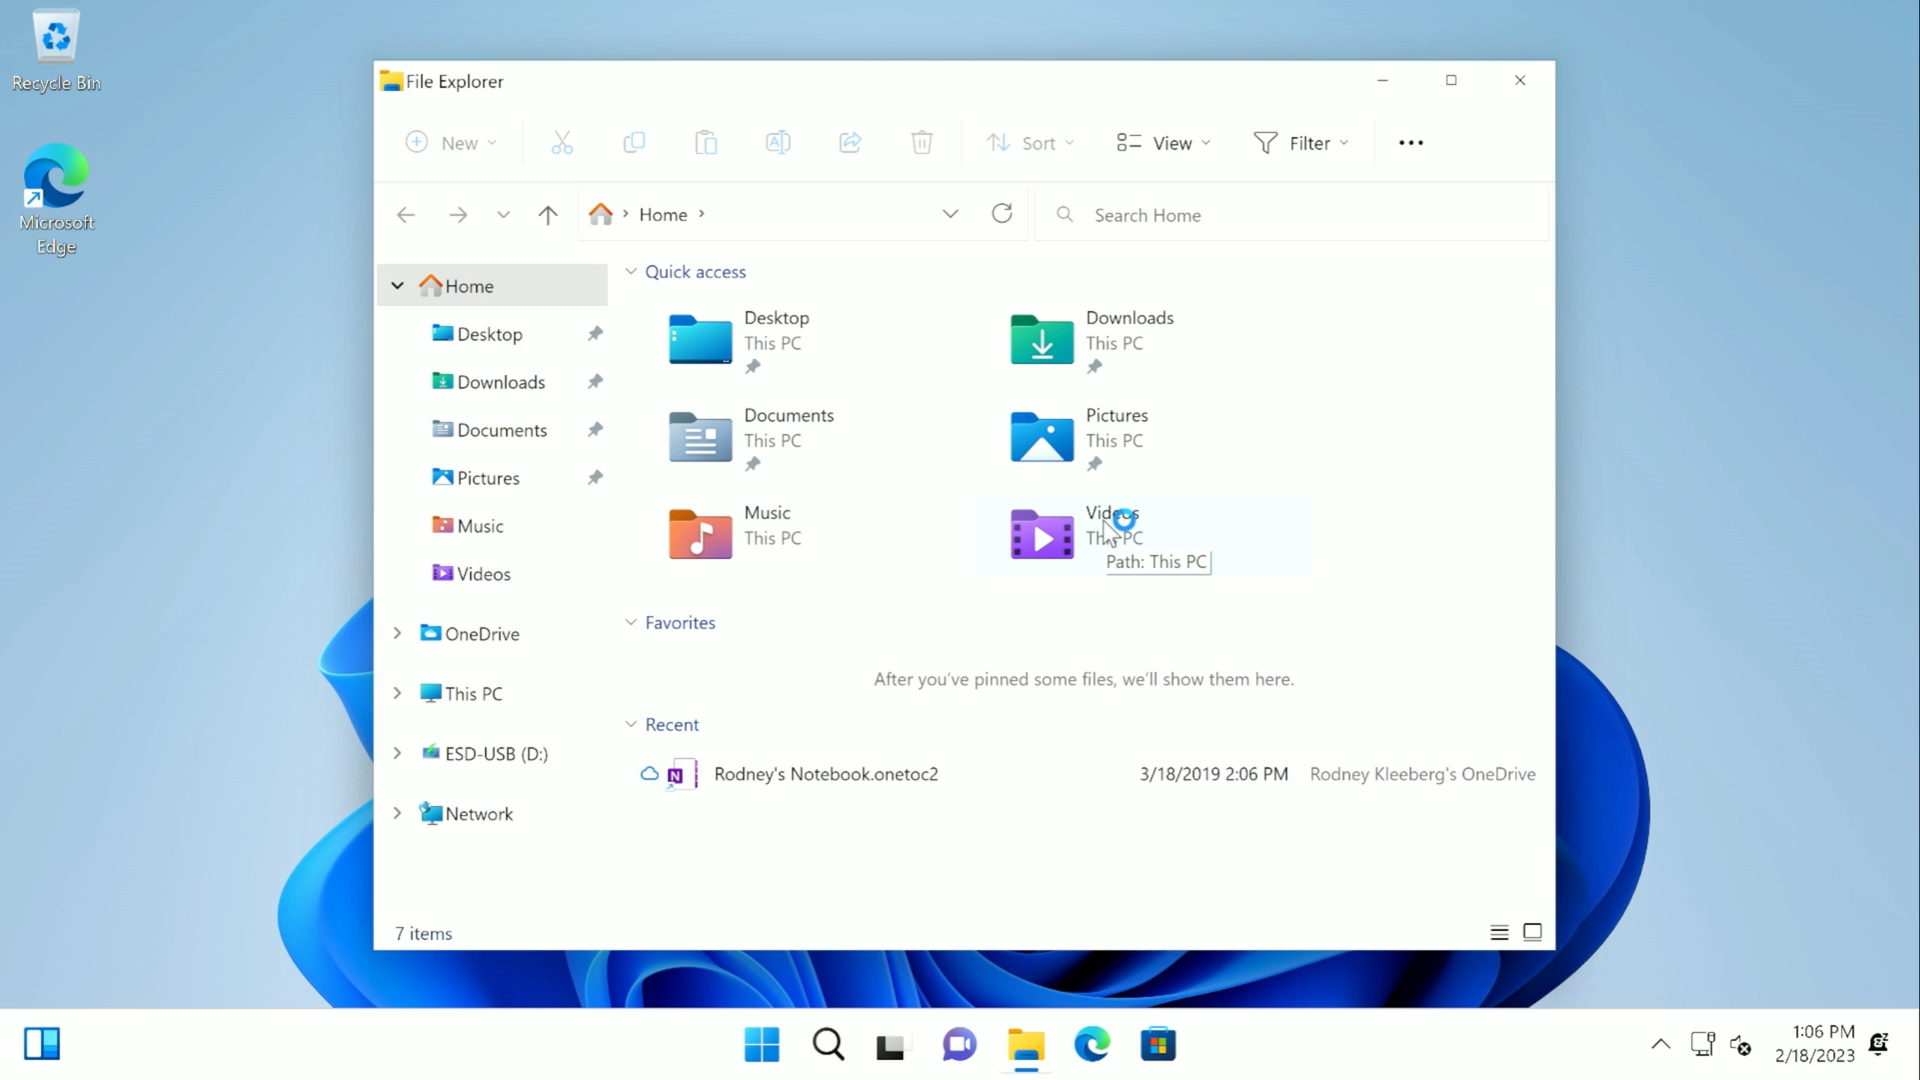 Recycle Bin
Microsoft
Edge
File Explorer
New
Sort
View
Filter
Home
Search Home
Home
Desktop
Downloads
Documents
Pictures
Music
Videos
OneDrive
This PC
ESD-USB (D:)
Network
Quick access
Desktop
This PC
Downloads
This PC
Documents
This PC
Pictures
This PC
Music
This PC
Videos
This PC
Path: This PC
Favorites
After you've pinned some files, we'll show them here.
Recent
Rodney's Notebook.onetoc2 3/18/2019 2:06 PM Rodney Kleeberg's OneDrive
7 items
1:06 PM
2/18/2023